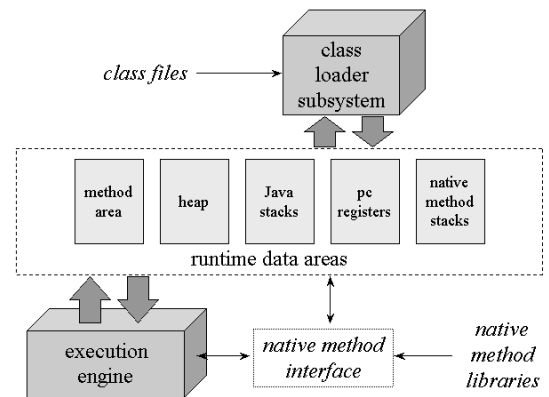 class files
class
loader
subsystem
method
area
heap
Java
stacks
pc
registers
native
method
stacks
runtime data areas
execution
engine
native method
interface
native
method
libraries